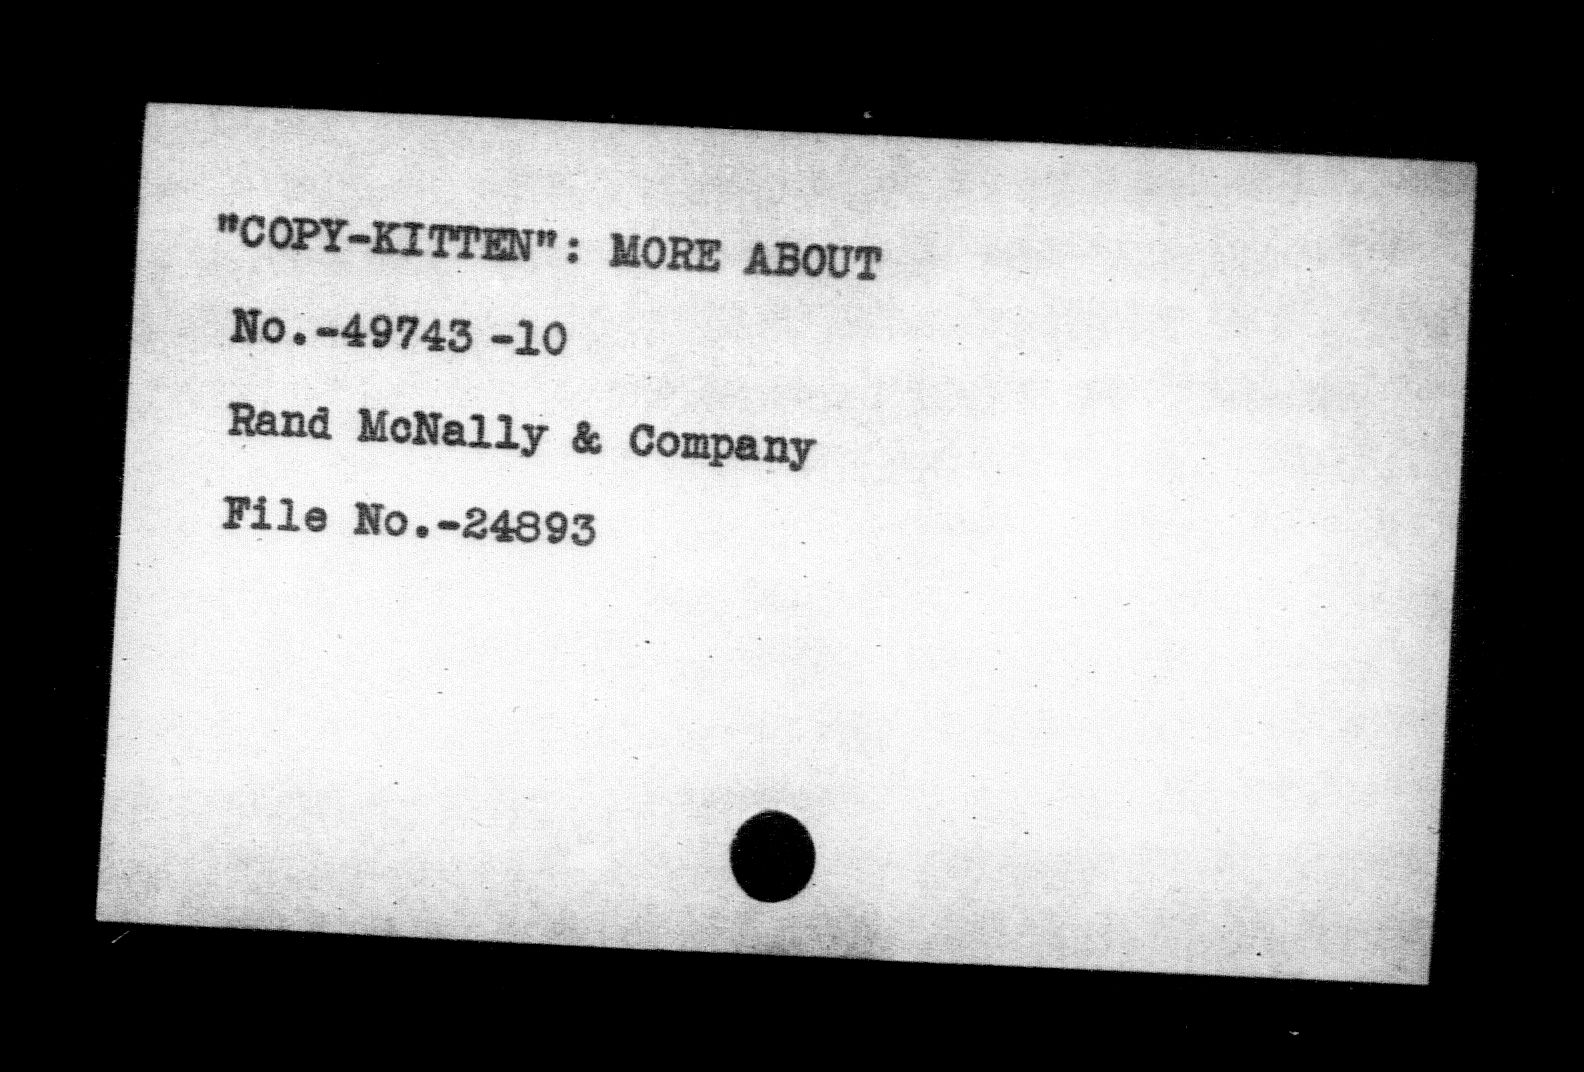 "COPY-KITTEN": MORE ABOUT
No.-49743 -10
Rand McNally & Company
File No.-24893